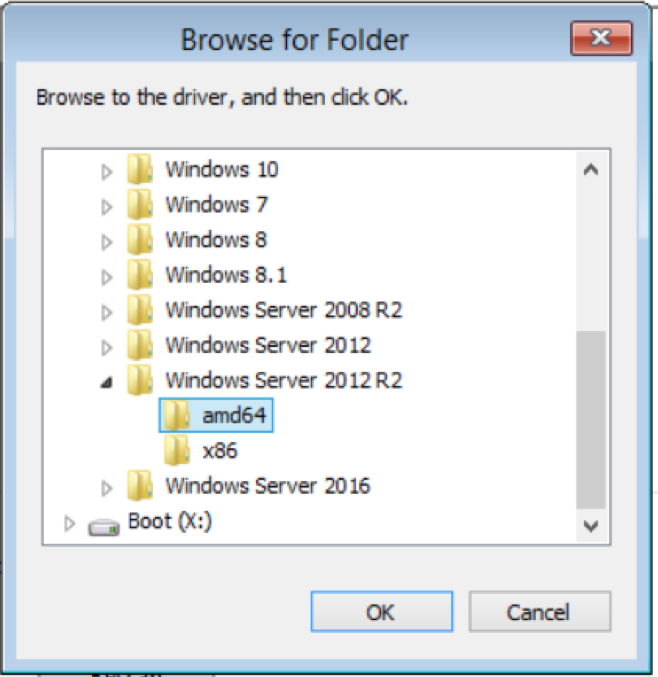 Browse for Folder
Browse to the driver, and then click OK.
Windows 10
Windows 7
Windows 8
Windows 8.1
Windows Server 2008 R2
Windows Server 2012
Windows Server 2012 R2
amd64
x86
Windows Server 2016
Boot (X:)
OK Cancel